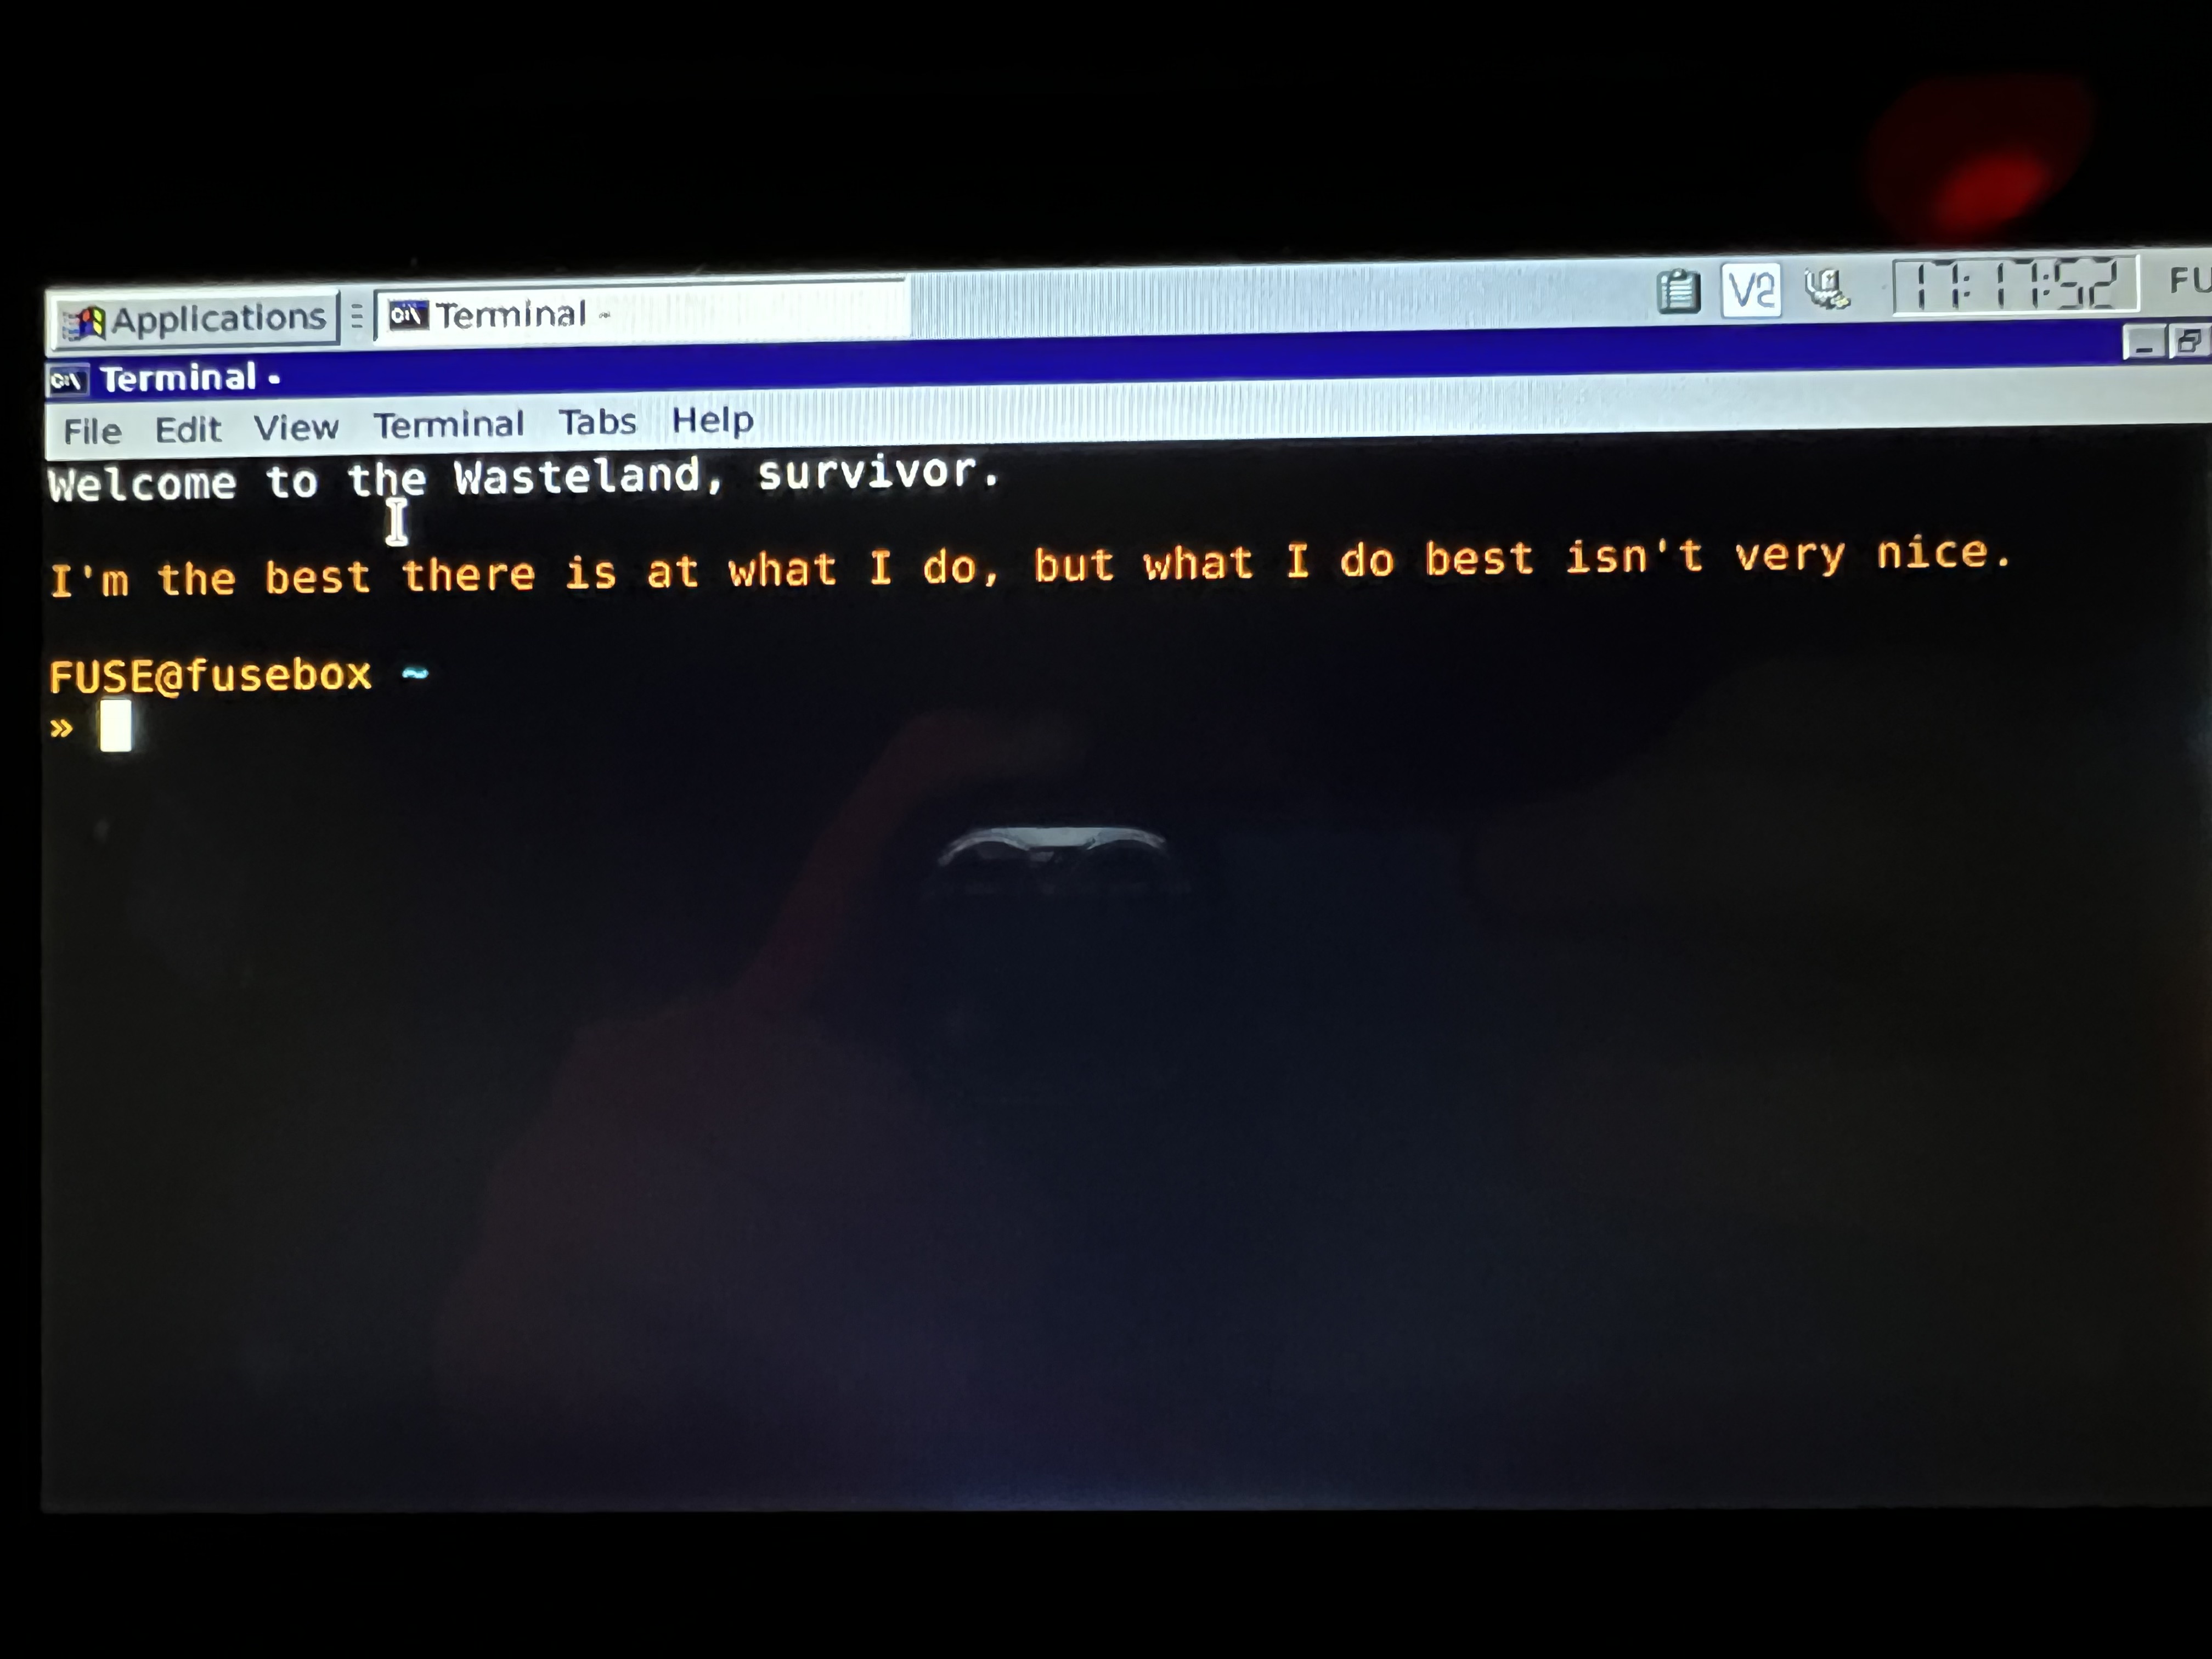 Applications Terminal - V2 17:17:52 FU
Terminal -
File Edit View Terminal Tabs Help
Welcome to the Wasteland, survivor.
I'm the best there is at what I do, but what I do best isn't very nice.
FUSE@fusebox ~
»